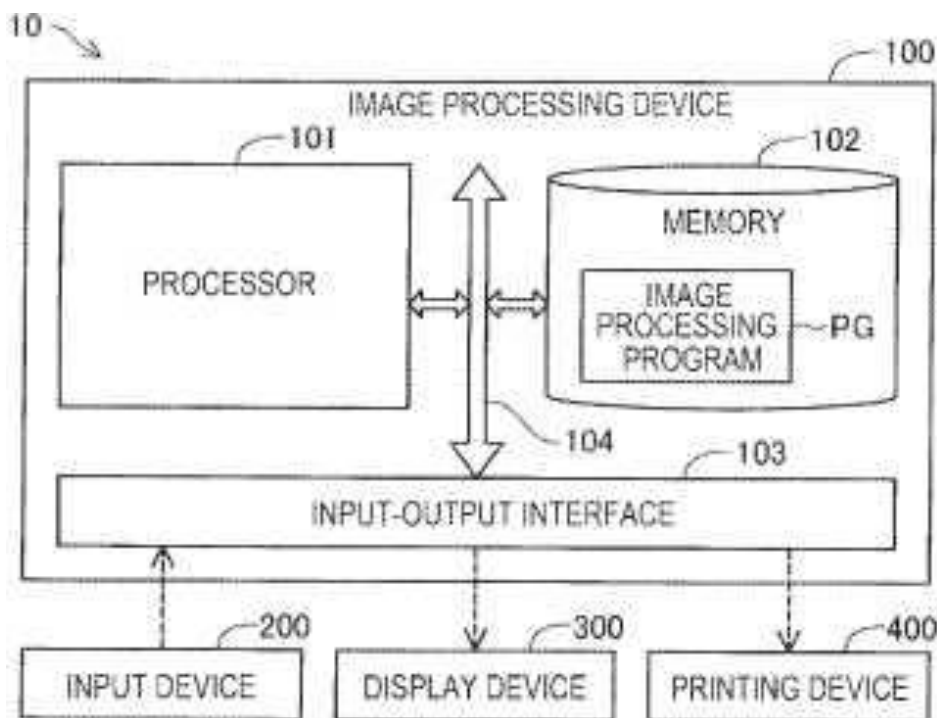 10
100
IMAGE PROCESSING DEVICE
101
102
PROCESSOR
MEMORY
IMAGE
PROCESSING
PROGRAM
PG
104
103
INPUT-OUTPUT INTERFACE
200
300
400
INPUT DEVICE
DISPLAY DEVICE
PRINTING DEVICE